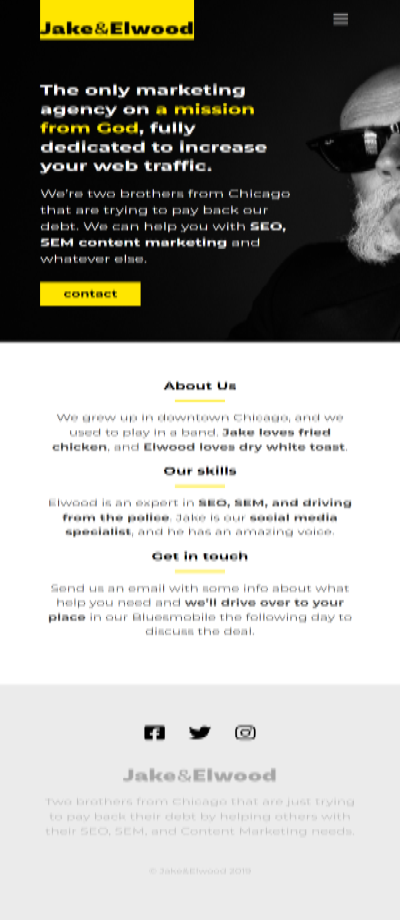 Jake&Elwood
The only marketing
agency on a mission
from God, fully
dedicated to increase
your web traffic.
We're two brothers from Chicago
that are trying to pay back our
debt. We can help you with SEO,
SEM content marketing and
whatever else.
contact
About Us
We grew up in downtown Chicago, and we
used to play in a band. Jake loves fried
chicken, and Elwood loves dry white toast.
Our skills
Elwood is an expert in SEO, SEM, and driving
from the police. Jake is our social media
specialist, and he has an amazing voice.
Get in touch
Send us an email with some info about what
help you need and we'll drive over to your
place in our Bluesmobile the following day to
discuss the deal.
Jake&Elwood
Two brothers from Chicago that are just trying
to pay back their debt by helping others with
their SEO, SEM, and Content Marketing needs.
© Jake&Elwood 2019